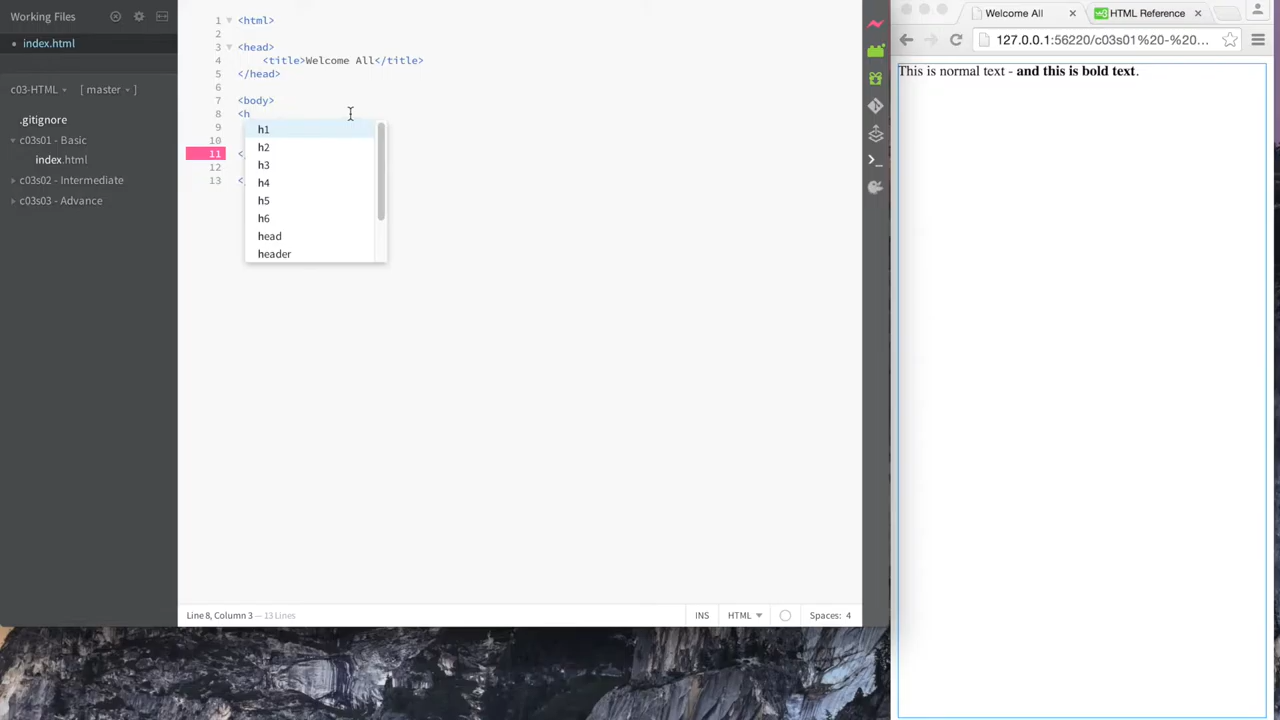 Working Files
index.html
c03-HTML [ master ]
.gitignore
c03s01 - Basic
index.html
c03s02 - Intermediate
c03s03 - Advance
1 <html>
2
3 <head>
4 <title>Welcome All</title>
5 </head>
6
7 <body>
8 <h
9
10
11 <
12
13 <
h1
h2
h3
h4
h5
h6
head
header
Line 8, Column 3 — 13 Lines
INS
HTML
Spaces: 4
Welcome All
HTML Reference
127.0.0.1:56220/c03s01%20-%20...
This is normal text - and this is bold text.